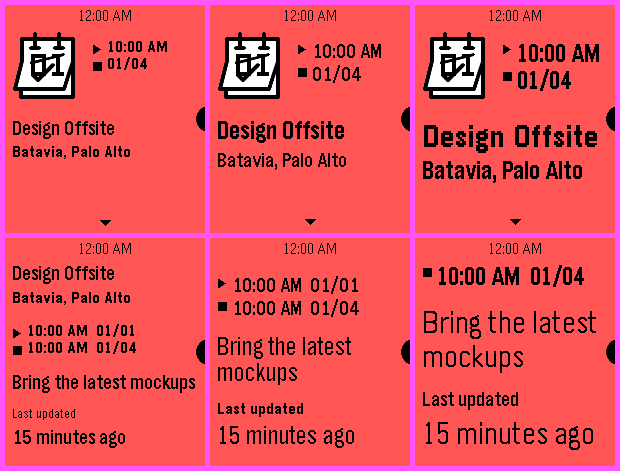 12:00 AM
10:00 AM
01/04
Design Offsite
Batavia, Palo Alto
12:00 AM
10:00 AM
01/04
Design Offsite
Batavia, Palo Alto
12:00 AM
10:00 AM
01/04
Design Offsite
Batavia, Palo Alto
12:00 AM
Design Offsite
Batavia, Palo Alto
10:00 AM 01/01
10:00 AM 01/04
Bring the latest mockups
Last updated
15 minutes ago
12:00 AM
10:00 AM 01/01
10:00 AM 01/04
Bring the latest
mockups
Last updated
15 minutes ago
12:00 AM
10:00 AM 01/04
Bring the latest
mockups
Last updated
15 minutes ago